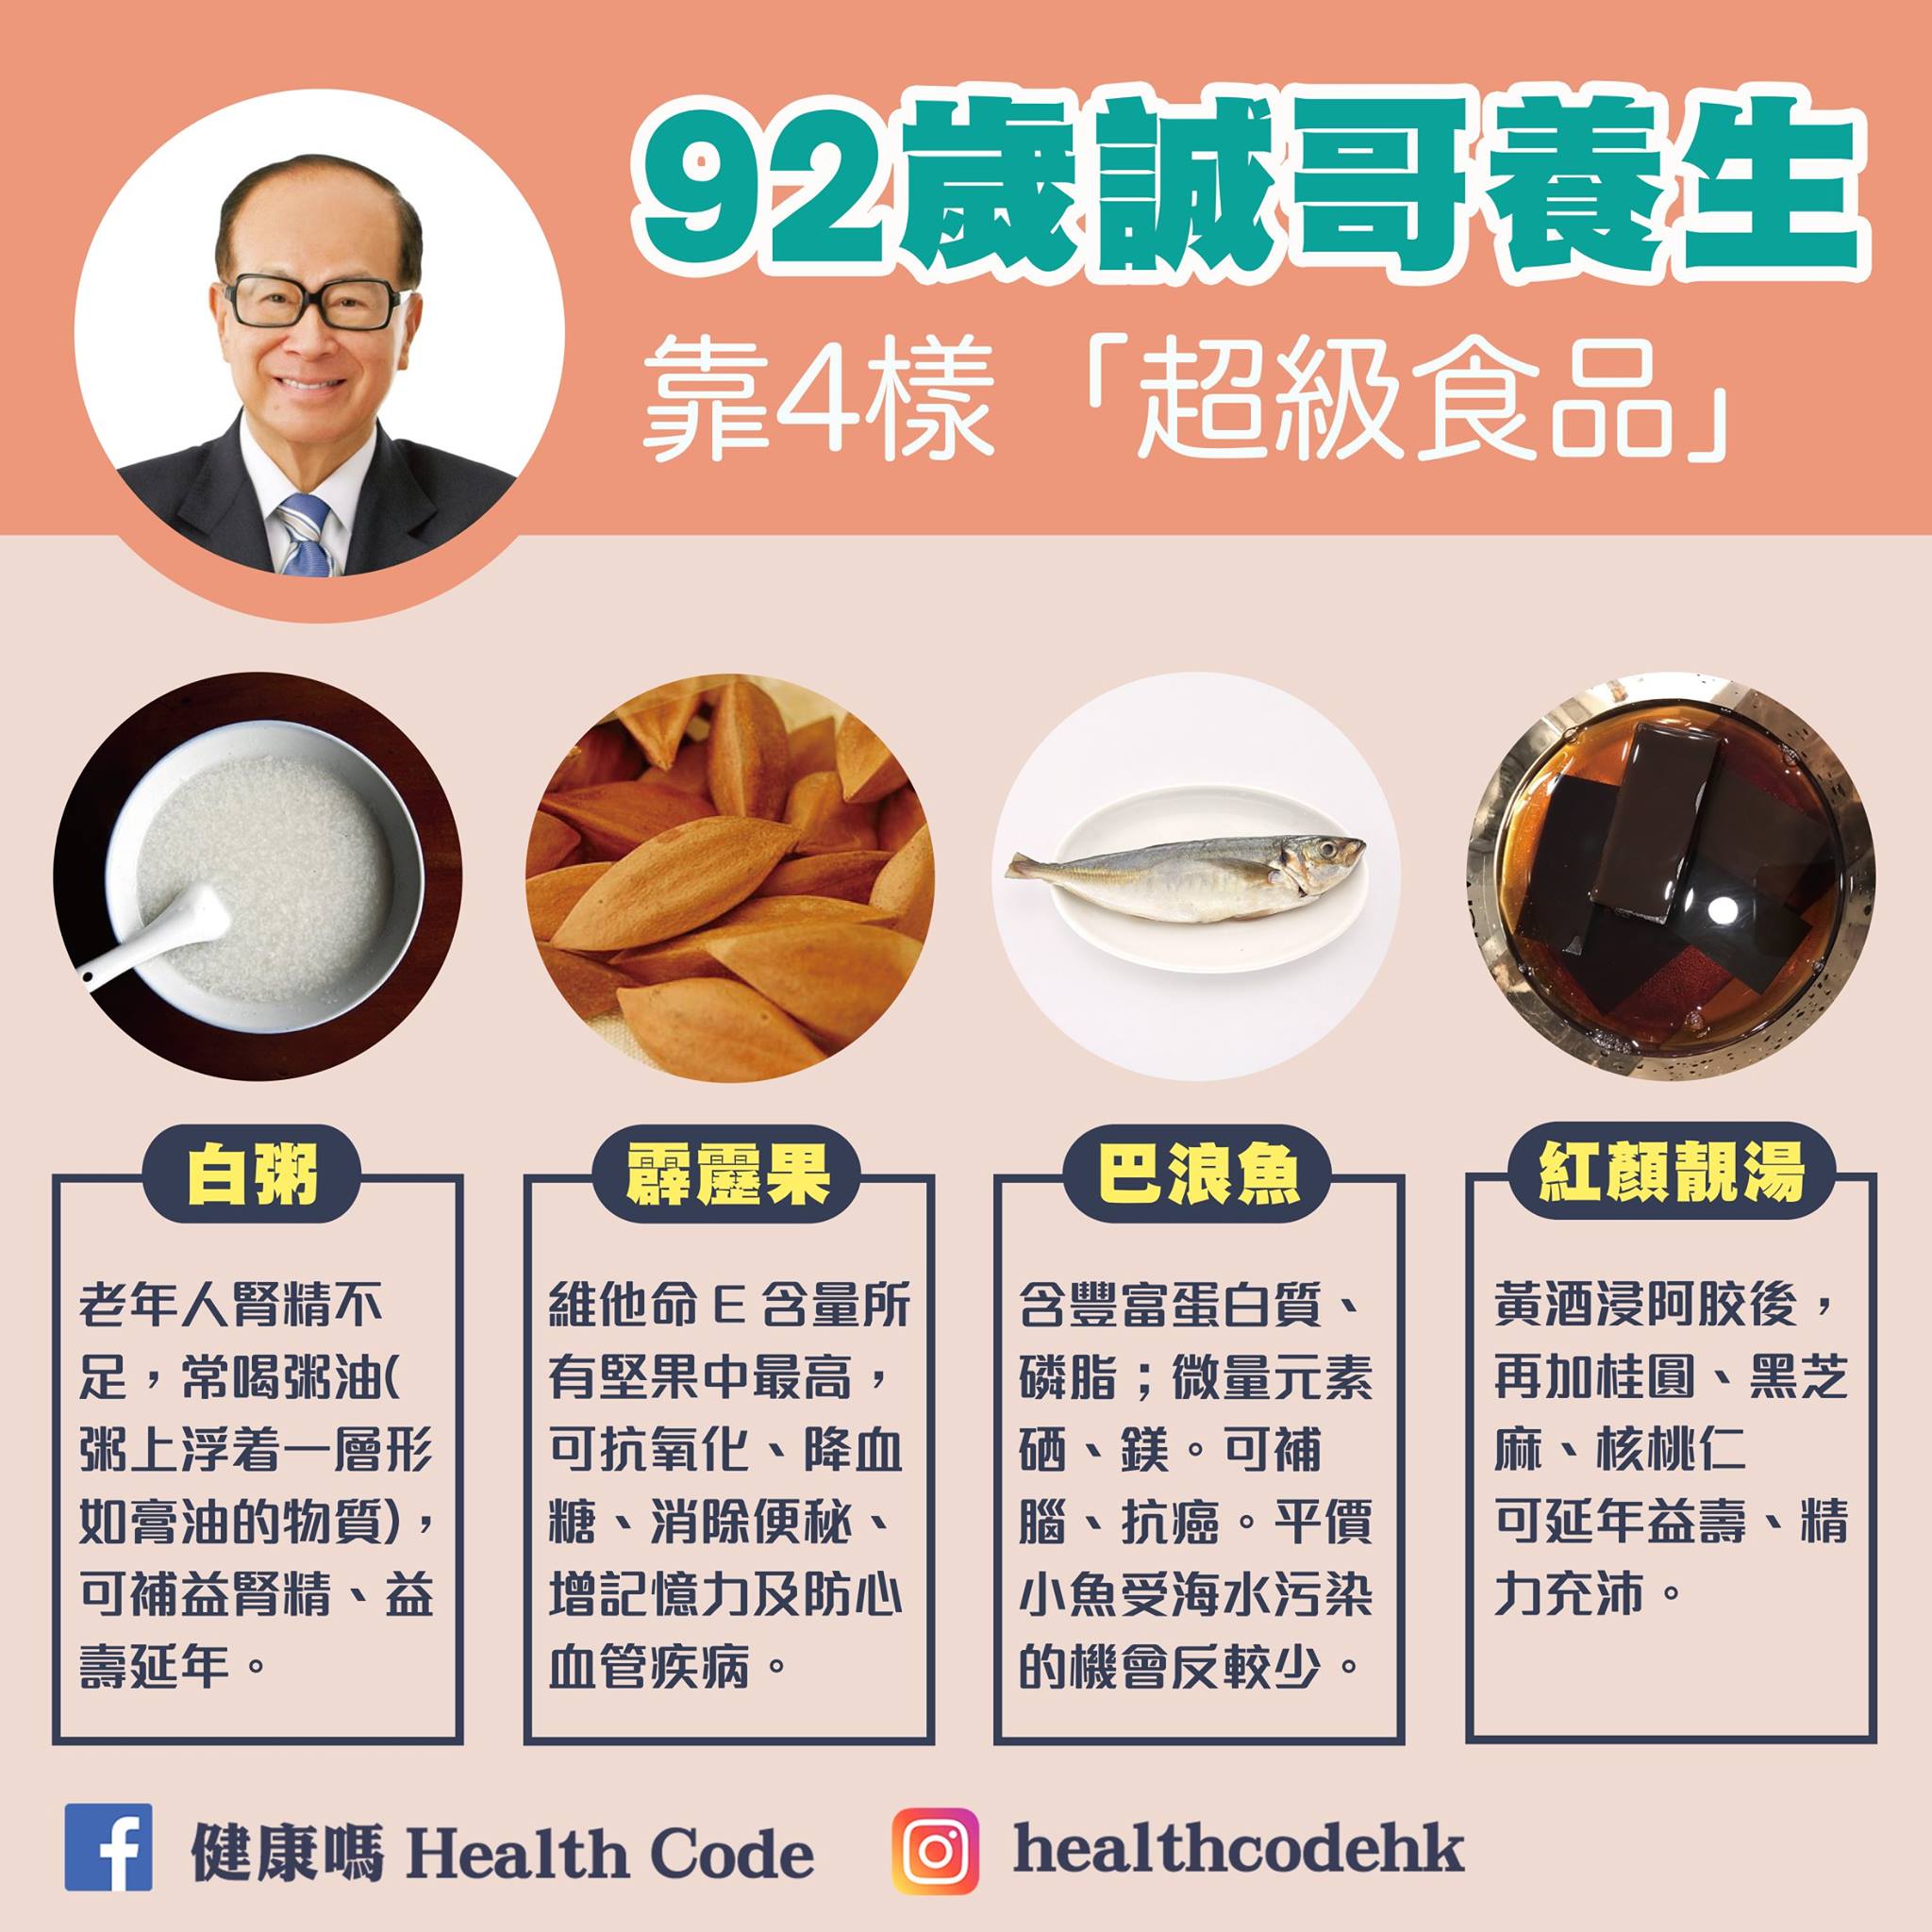 92歲誠哥養生
靠4樣「超級食品」
白粥
老年人腎精不
足，常喝粥油(
粥上浮着一層形
如膏油的物質)，
可補益腎精、益
壽延年。
霹靂果
維他命 E 含量所
有堅果中最高，
可抗氧化、降血
糖、消除便秘、
增記憶力及防心
血管疾病。
巴浪魚
含豐富蛋白質、
磷脂；微量元素
硒、鎂。可補
腦、抗癌。平價
小魚受海水污染
的機會反較少。
紅顏靚湯
黃酒浸阿胶後，
再加桂圓、黑芝
麻、核桃仁
可延年益壽、精
力充沛。
健康嗎 Health Code
healthcodehk